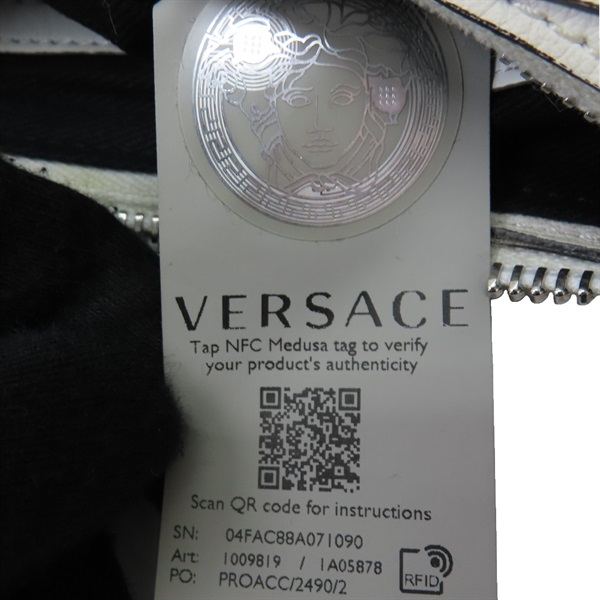 VERSACE
Tap NFC Medusa tag to verify
your product's authenticity
Scan QR code for instructions
SN: 04FAC88A071090
Art: 1009819 / 1A05878
PO: PROACC/2490/2
RFID